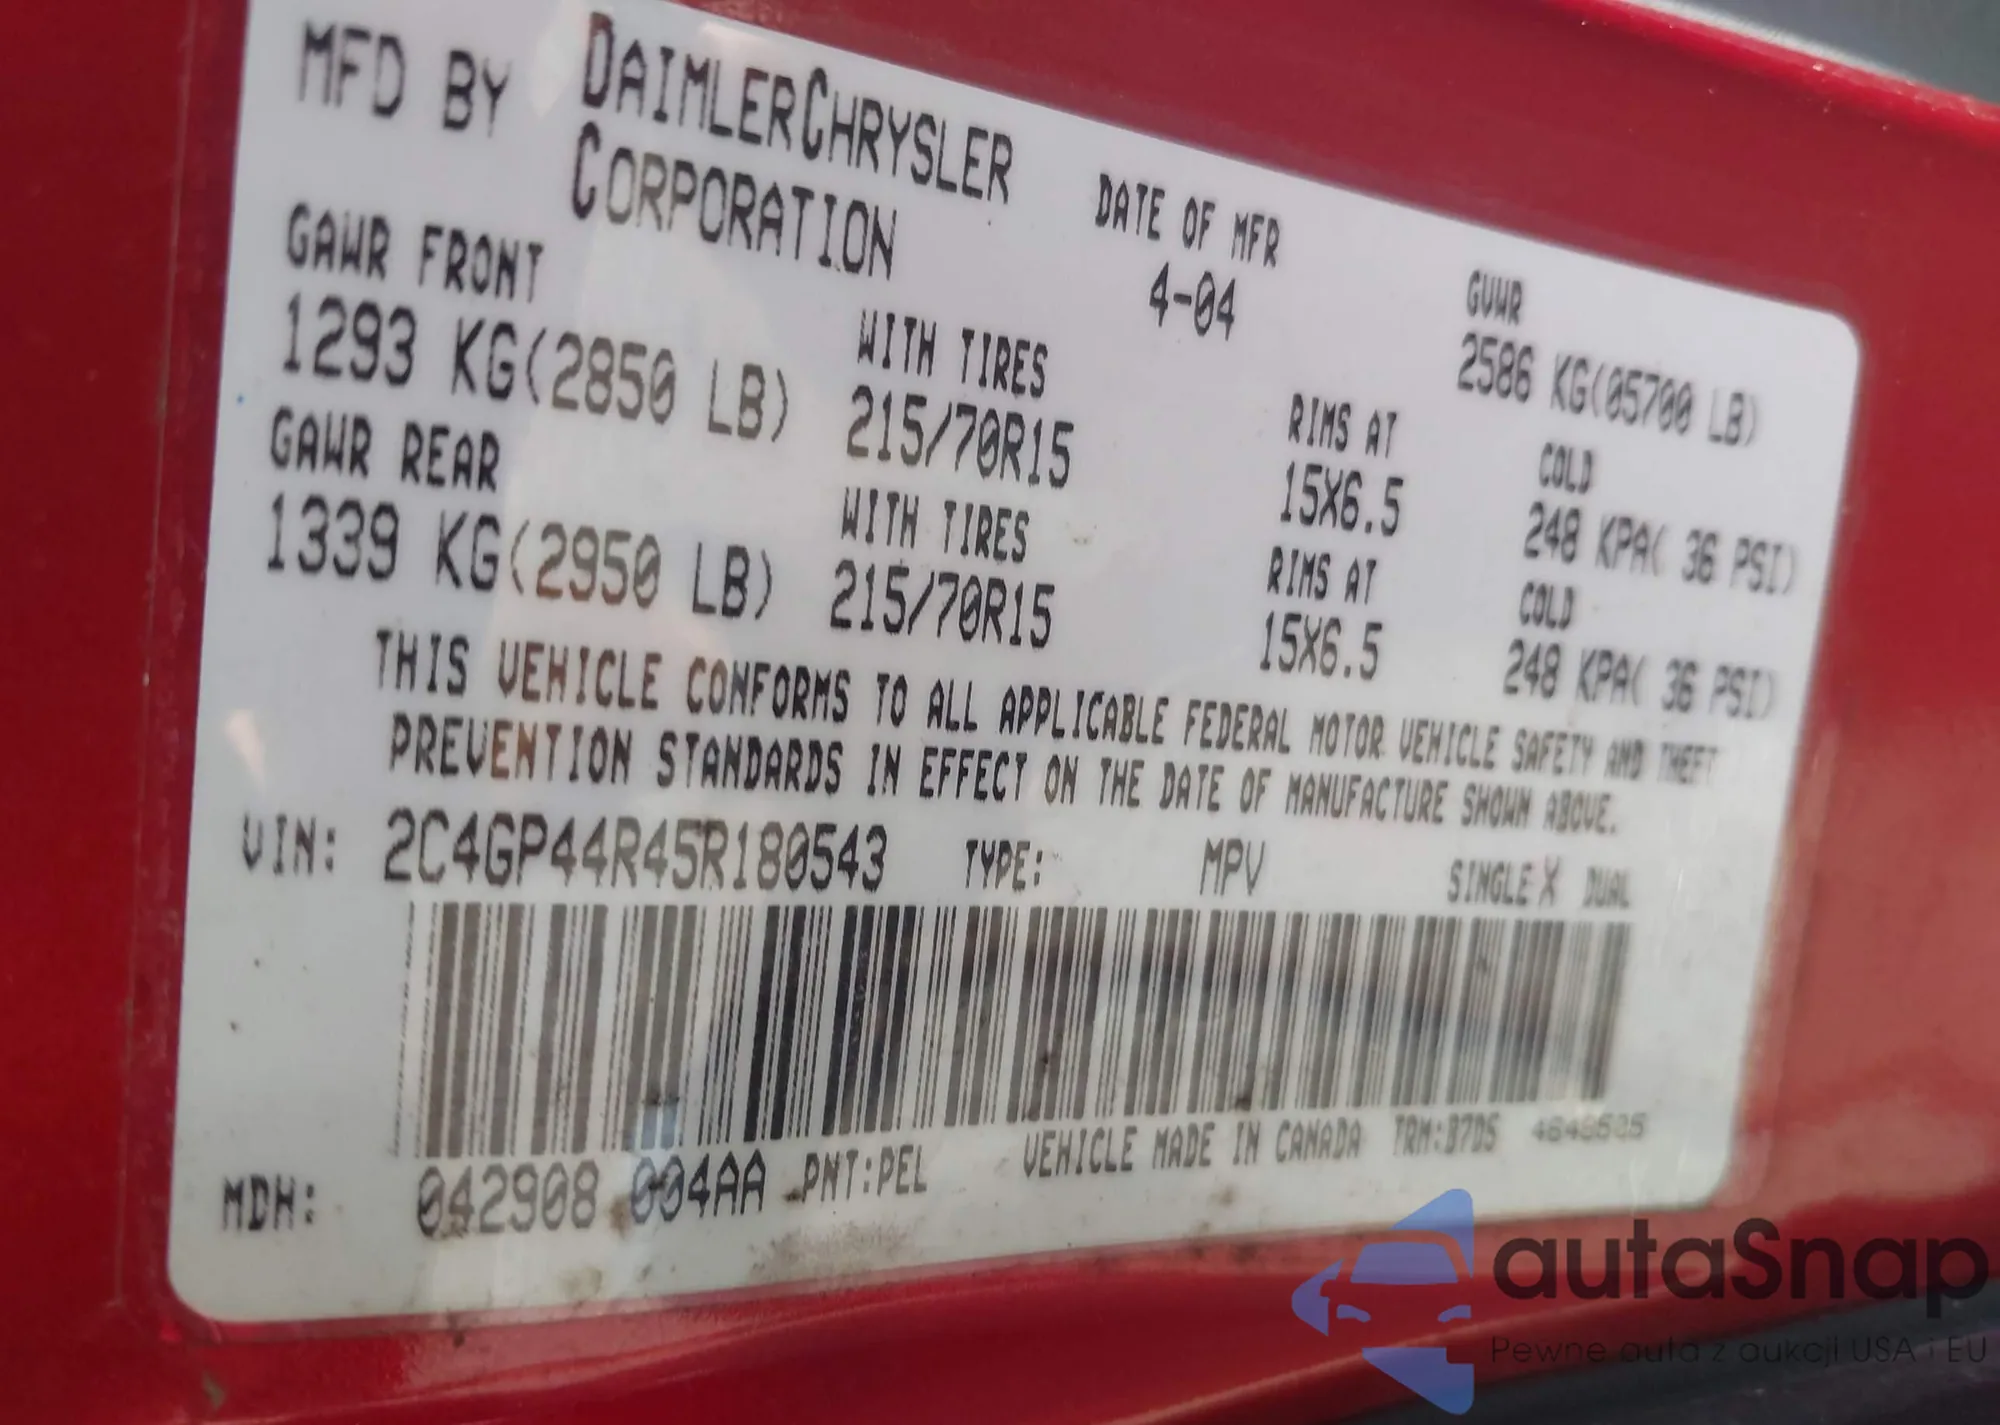 MFD BY DAIMLERCHRYSLER
CORPORATION
DATE OF MFR
4-04
GVWR
2586 KG(05700 LB)
GAWR FRONT
1293 KG(2850 LB)
WITH TIRES
215/70R15
RIMS AT
15X6.5
COLD
248 KPA( 36 PSI)
GAWR REAR
1339 KG(2950 LB)
WITH TIRES
215/70R15
RIMS AT
15X6.5
COLD
248 KPA( 36 PSI)
THIS VEHICLE CONFORMS TO ALL APPLICABLE FEDERAL MOTOR VEHICLE SAFETY AND THEFT
PREVENTION STANDARDS IN EFFECT ON THE DATE OF MANUFACTURE SHOWN ABOVE.
VIN: 2C4GP44R45R180543 TYPE: MPV SINGLE X DUAL
MDH: 042908 004AA PNT:PEL VEHICLE MADE IN CANADA TRM:B7DS
autaSnap
Pewne auta z aukcji USA i EU